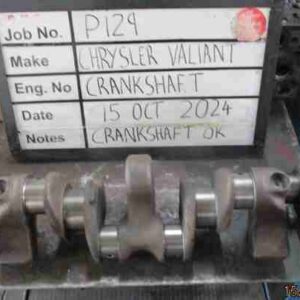 Job No. P129
Make CHRYSLER VALIANT
Eng. No CRANKSHAFT
Date 15 OCT 2024
Notes CRANKSHAFT OK